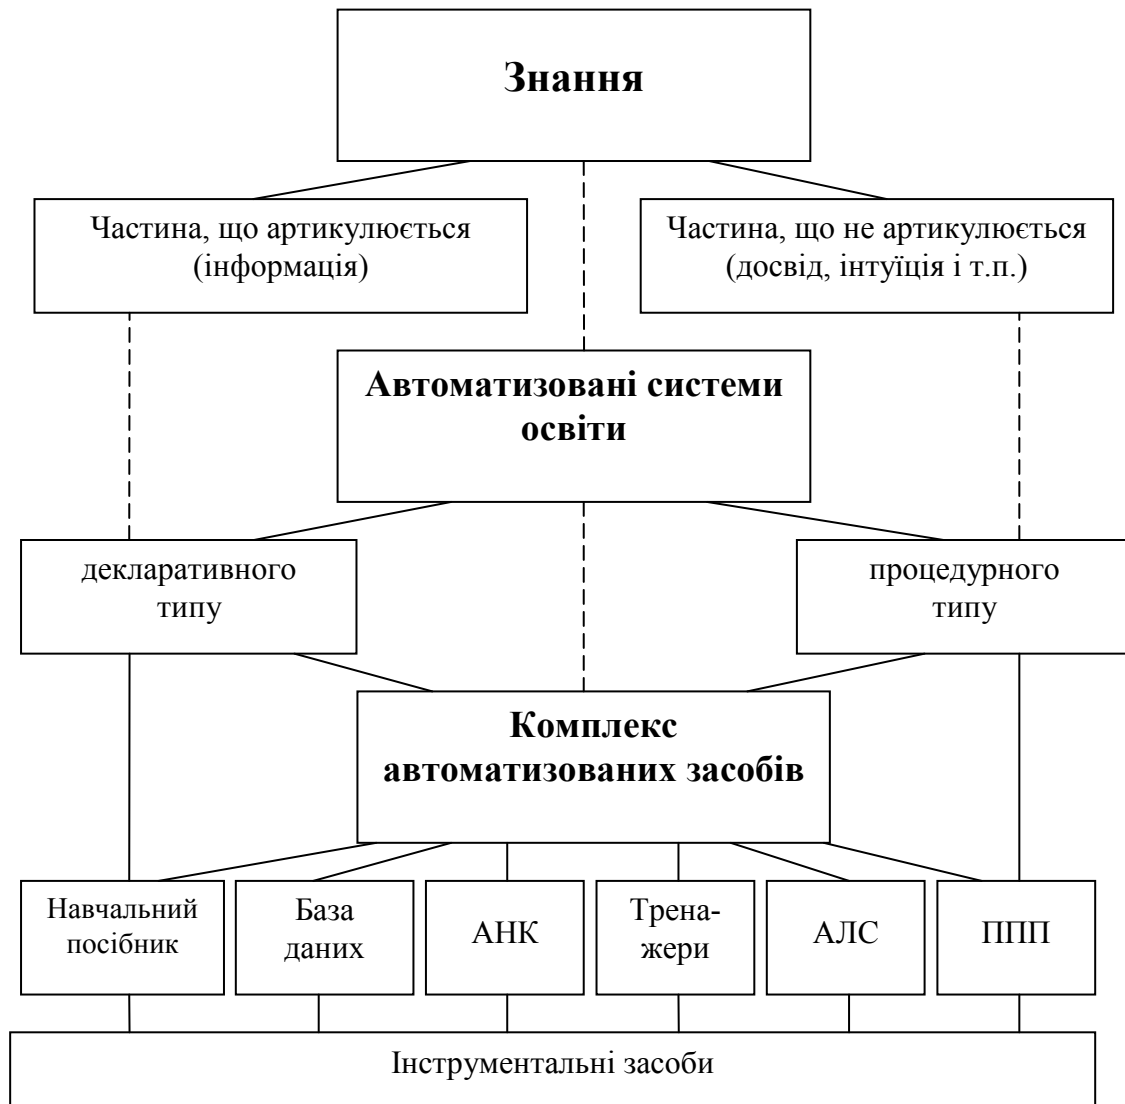 Знання
Частина, що артикулюється
(інформація)
Частина, що не артикулюється
(досвід, інтуїція і т.п.)
Автоматизовані системи
освіти
декларативного
типу
процедурного
типу
Комплекс
автоматизованих засобів
Навчальний
посібник
База
даних
АНК
Трена-
жери
АЛС
ППП
Інструментальні засоби